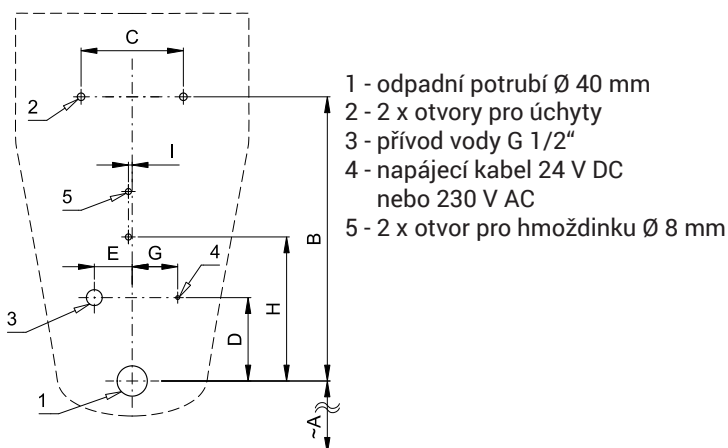 C
2
I
5
B
E
G
4
H
3
D
1
~A
1 - odpadní potrubí Ø 40 mm
2 - 2 x otvory pro úchyty
3 - přívod vody G 1/2“
4 - napájecí kabel 24 V DC
nebo 230 V AC
5 - 2 x otvor pro hmoždinku Ø 8 mm